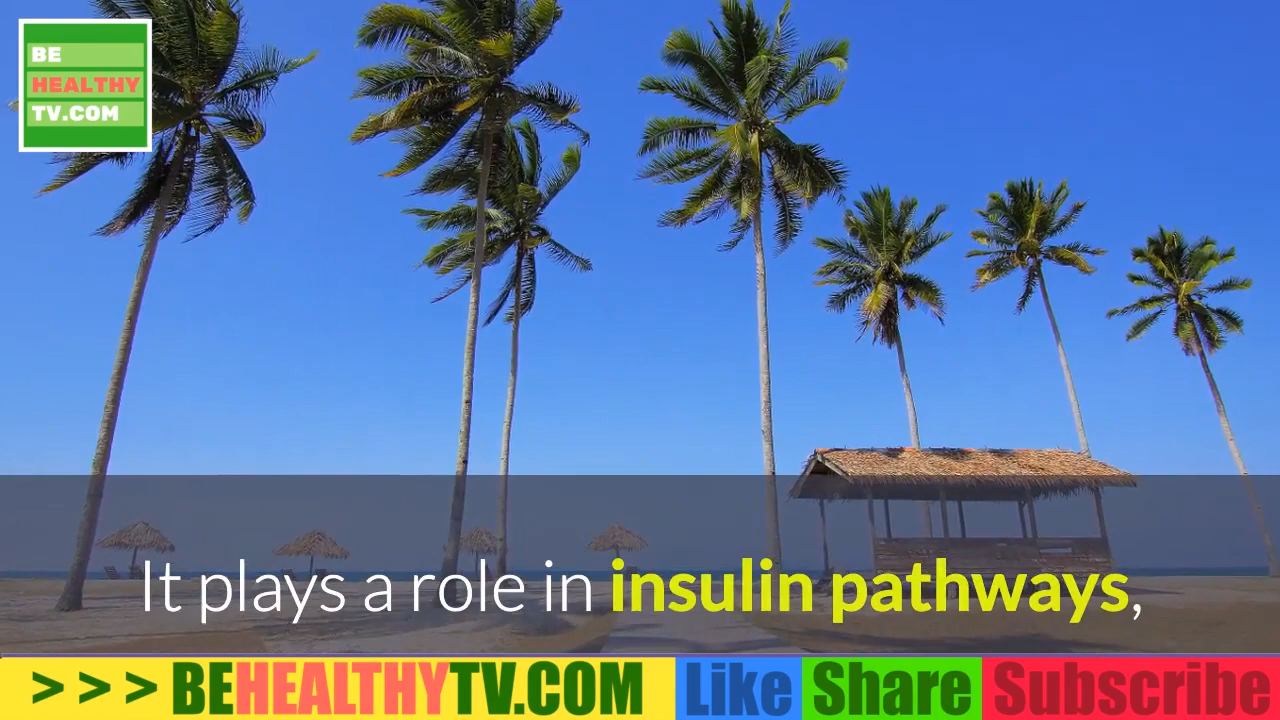 BE
HEALTHY
TV.COM
It plays a role in insulin pathways,
> > > BEHEALTHYTV.COM Like Share Subscribe